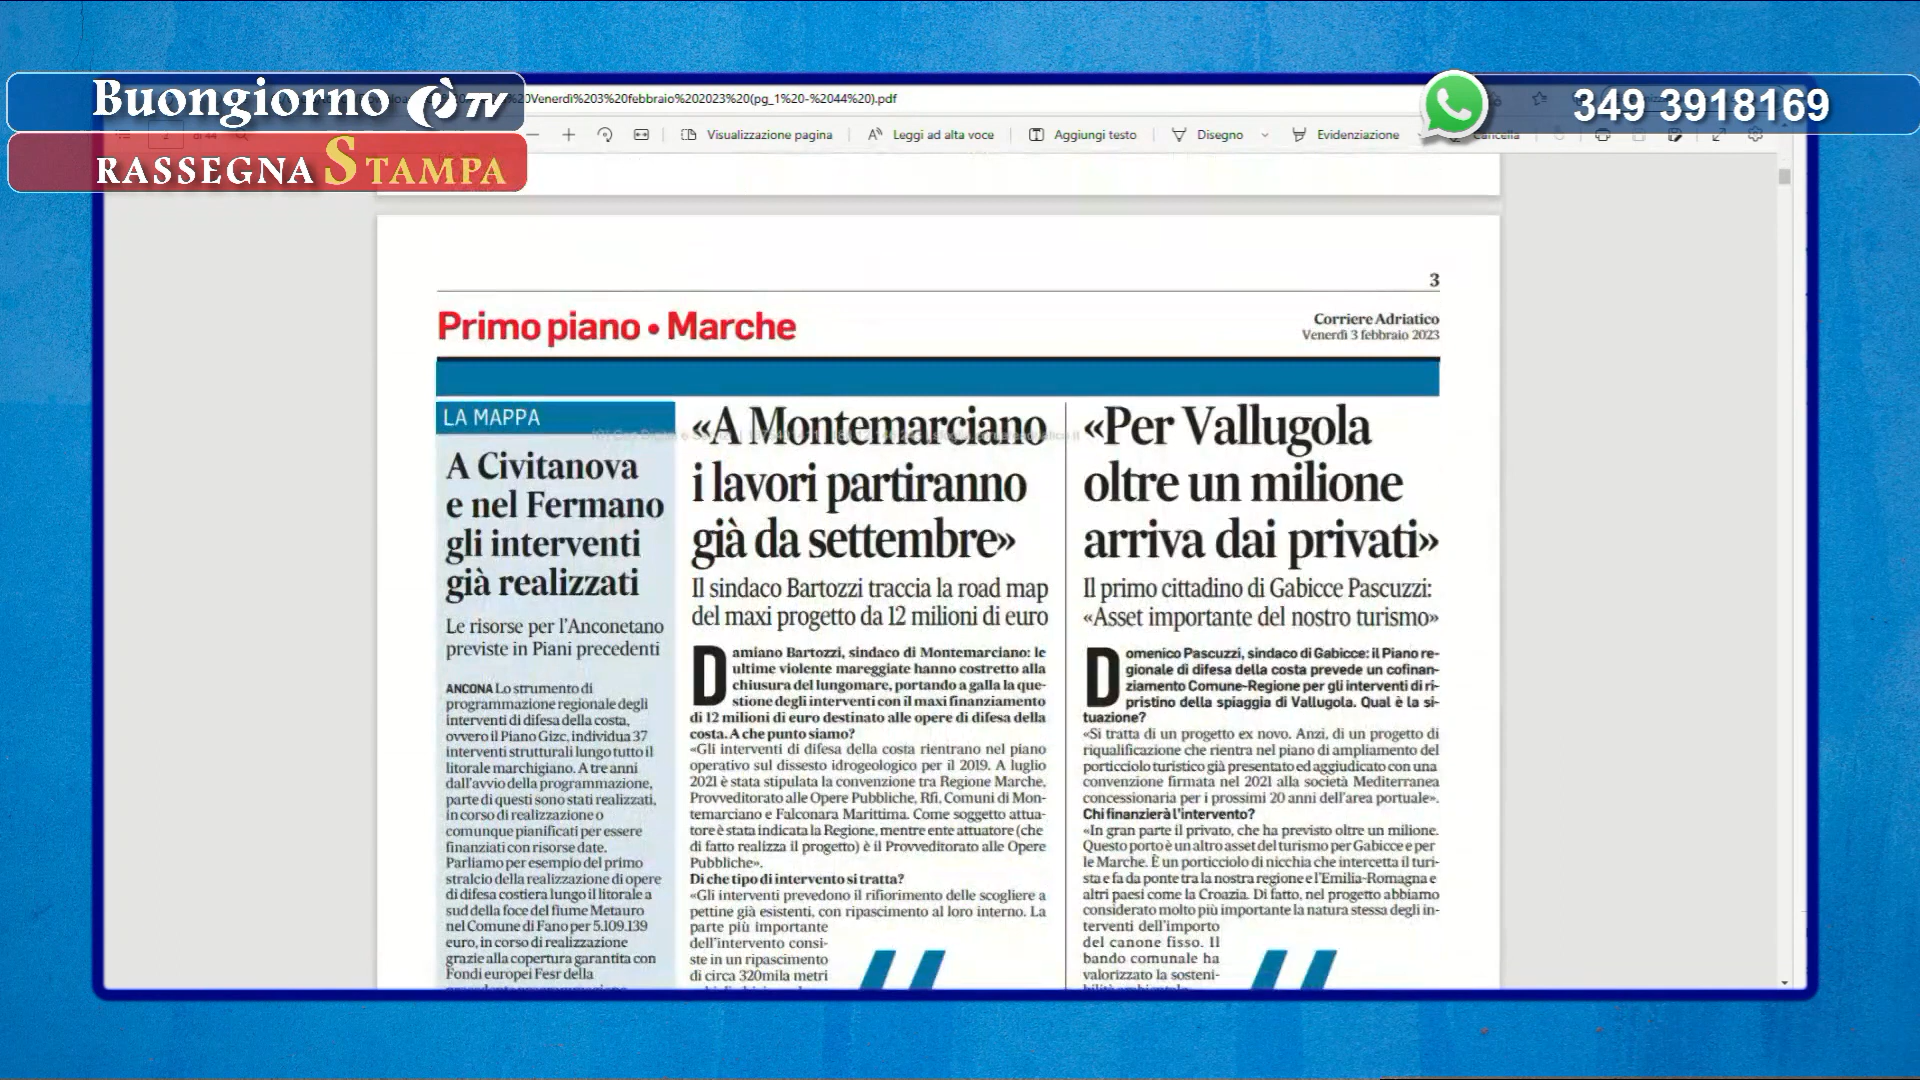 Buongiorno èTV
RASSEGNA STAMPA
349 3918169
%20Venerdì%203%20febbraio%202023%20(pg_1%20-%2044%20).pdf
Visualizzazione pagina
Leggi ad alta voce
Aggiungi testo
Disegno
Evidenziazione
Cancella
3
Primo piano • Marche
Corriere Adriatico
Venerdì 3 febbraio 2023
LA MAPPA
A Civitanova
e nel Fermano
gli interventi
già realizzati
Le risorse per l'Anconetano
previste in Piani precedenti
ANCONA Lo strumento di
programmazione regionale degli
interventi di difesa della costa,
ovvero il Piano Gizc, individua 37
interventi strutturali lungo tutto il
litorale marchigiano. A tre anni
dall'avvio della programmazione,
parte di questi sono stati realizzati,
in corso di realizzazione o
comunque pianificati per essere
finanziati con risorse date.
Parliamo per esempio del primo
stralcio della realizzazione di opere
di difesa costiera lungo il litorale a
sud della foce del fiume Metauro
nel Comune di Fano per 5.109.139
euro, in corso di realizzazione
grazie alla copertura garantita con
Fondi europei Fesr della
«A Montemarciano
i lavori partiranno
già da settembre»
Il sindaco Bartozzi traccia la road map
del maxi progetto da 12 milioni di euro
Damiano Bartozzi, sindaco di Montemarciano: le
ultime violente mareggiate hanno costretto alla
chiusura del lungomare, portando a galla la que-
stione degli interventi con il maxi finanziamento
di 12 milioni di euro destinato alle opere di difesa della
costa. A che punto siamo?
«Gli interventi di difesa della costa rientrano nel piano
operativo sul dissesto idrogeologico per il 2019. A luglio
2021 è stata stipulata la convenzione tra Regione Marche,
Provveditorato alle Opere Pubbliche, Rfi, Comuni di Mon-
temarciano e Falconara Marittima. Come soggetto attua-
tore è stata indicata la Regione, mentre ente attuatore (che
di fatto realizza il progetto) è il Provveditorato alle Opere
Pubbliche».
Di che tipo di intervento si tratta?
«Gli interventi prevedono il rifiorimento delle scogliere a
pettine già esistenti, con ripascimento al loro interno. La
parte più importante
dell'intervento consi-
ste in un ripascimento
di circa 320mila metri
«Per Vallugola
oltre un milione
arriva dai privati»
Il primo cittadino di Gabicce Pascuzzi:
«Asset importante del nostro turismo»
Domenico Pascuzzi, sindaco di Gabicce: il Piano re-
gionale di difesa della costa prevede un cofinan-
ziamento Comune-Regione per gli interventi di ri-
pristino della spiaggia di Vallugola. Qual è la si-
tuazione?
«Si tratta di un progetto ex novo. Anzi, di un progetto di
riqualificazione che rientra nel piano di ampliamento del
porticciolo turistico già presentato ed aggiudicato con una
convenzione firmata nel 2021 alla società Mediterranea
concessionaria per i prossimi 20 anni dell'area portuale».
Chi finanzierà l'intervento?
«In gran parte il privato, che ha previsto oltre un milione.
Questo porto è un altro asset del turismo per Gabicce e per
le Marche. È un porticciolo di nicchia che intercetta il turi-
sta e fa da ponte tra la nostra regione e l'Emilia-Romagna e
altri paesi come la Croazia. Di fatto, nel progetto abbiamo
considerato molto più importante la natura stessa degli in-
terventi dell'importo
del canone fisso. Il
bando comunale ha
valorizzato la sosteni-